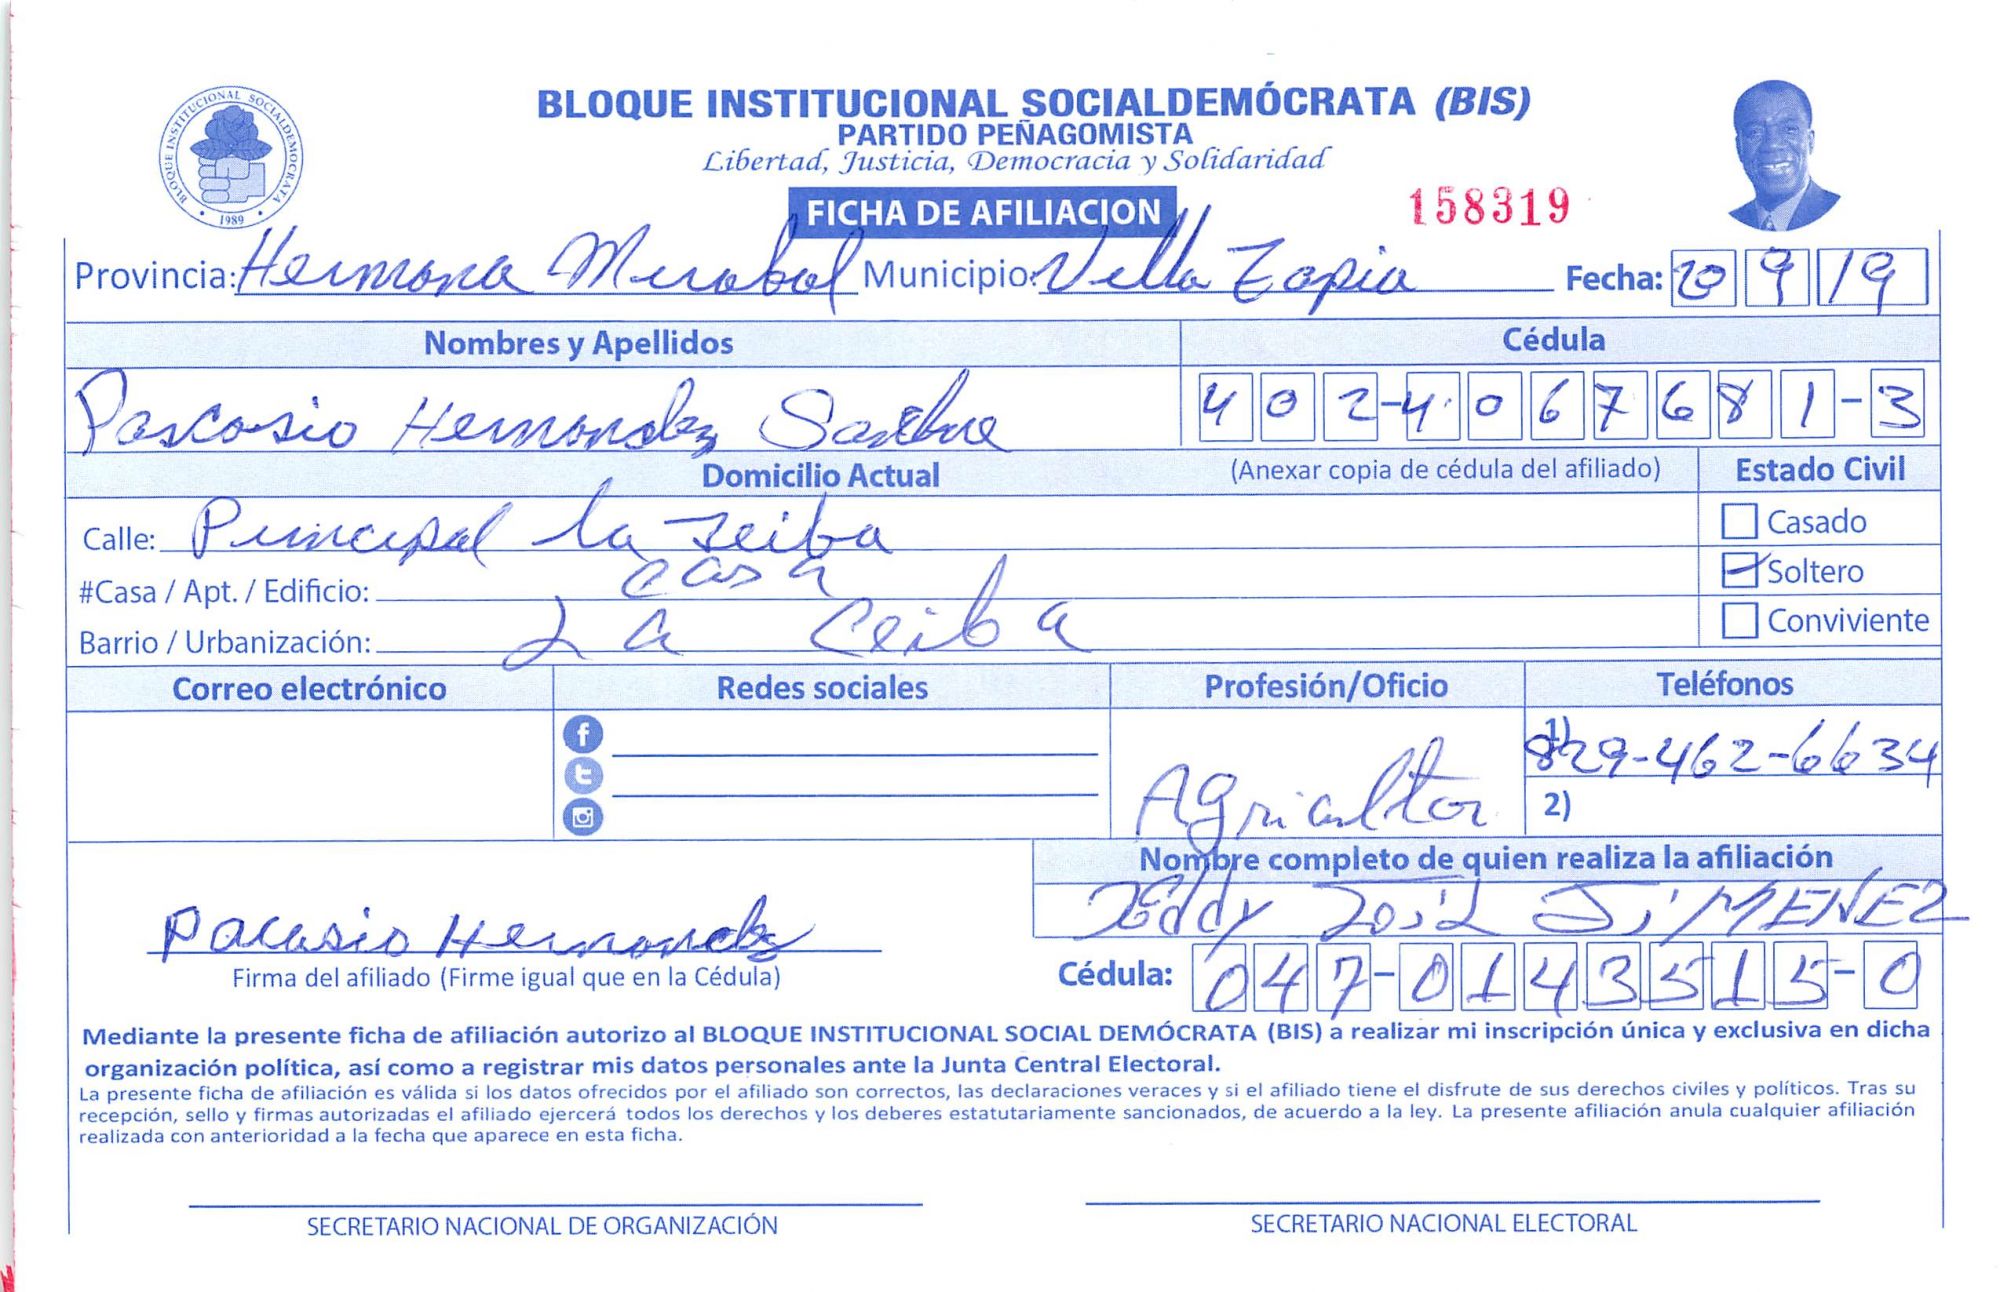 BLOQUE INSTITUCIONAL SOCIALDEMOCRATA
1989
BLOQUE INSTITUCIONAL SOCIALDEMÓCRATA (BIS)
PARTIDO PEÑAGOMISTA
Libertad, Justicia, Democracia y Solidaridad
FICHA DE AFILIACION
158319
Provincia: Hermana Mirabal Municipio: Villa Tapia Fecha: 20 9 19
Nombres y Apellidos Cédula
Hernandez 402-4067681-3
Domicilio Actual (Anexar copia de cédula del afiliado) Estado Civil
Calle: Principal la seiba Casado
#Casa / Apt. / Edificio: casa Soltero
Barrio / Urbanización: La Ceiba Conviviente
Correo electrónico Redes sociales Profesión/Oficio Teléfonos
Agricultor 1) 829-462-6634
2)
Nombre completo de quien realiza la afiliación
JiMENEZ
Hernandez
Firma del afiliado (Firme igual que en la Cédula) Cédula: 047-0143515-0
Mediante la presente ficha de afiliación autorizo al BLOQUE INSTITUCIONAL SOCIAL DEMÓCRATA (BIS) a realizar mi inscripción única y exclusiva en dicha
organización política, así como a registrar mis datos personales ante la Junta Central Electoral.
La presente ficha de afiliación es válida si los datos ofrecidos por el afiliado son correctos, las declaraciones veraces y si el afiliado tiene el disfrute de sus derechos civiles y políticos. Tras su
recepción, sello y firmas autorizadas el afiliado ejercerá todos los derechos y los deberes estatutariamente sancionados, de acuerdo a la ley. La presente afiliación anula cualquier afiliación
realizada con anterioridad a la fecha que aparece en esta ficha.
SECRETARIO NACIONAL DE ORGANIZACIÓN SECRETARIO NACIONAL ELECTORAL